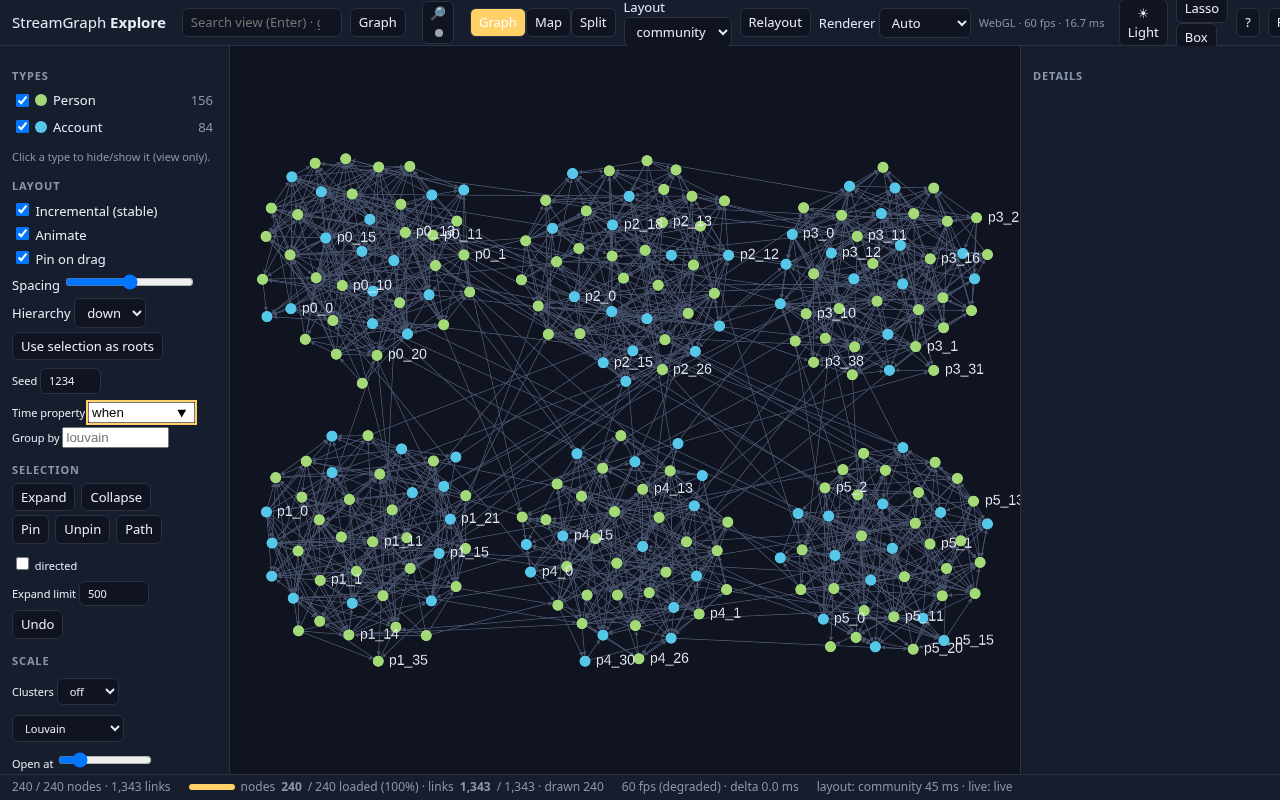 StreamGraph Explore
Search view (Enter) ·
Graph
🔎
Graph
Map
Split
Layout
community
Relayout
Renderer
Auto
WebGL · 60 fps · 16.7 ms
☀
Light
Lasso
Box
?
TYPES
Person 156
Account 84
Click a type to hide/show it (view only).
LAYOUT
Incremental (stable)
Animate
Pin on drag
Spacing
Hierarchy down
Use selection as roots
Seed 1234
Time property when
Group by louvain
SELECTION
Expand Collapse
Pin Unpin Path
directed
Expand limit 500
Undo
SCALE
Clusters off
Louvain
Open at
p0_15
p0_13
p0_11
p0_1
p0_10
p0_0
p0_20
p2_18
p2_13
p2_12
p2_0
p2_15
p2_26
p3_2
p3_0
p3_11
p3_12
p3_16
p3_10
p3_1
p3_38
p3_31
p1_0
p1_21
p1_11
p1_15
p1_1
p1_14
p1_35
p4_13
p4_15
p4_0
p4_1
p4_30
p4_26
p5_2
p5_13
p5_1
p5_0
p5_11
p5_15
p5_20
DETAILS
240 / 240 nodes · 1,343 links
nodes 240 / 240 loaded (100%) · links 1,343 / 1,343 · drawn 240
60 fps (degraded) · delta 0.0 ms
layout: community 45 ms · live: live